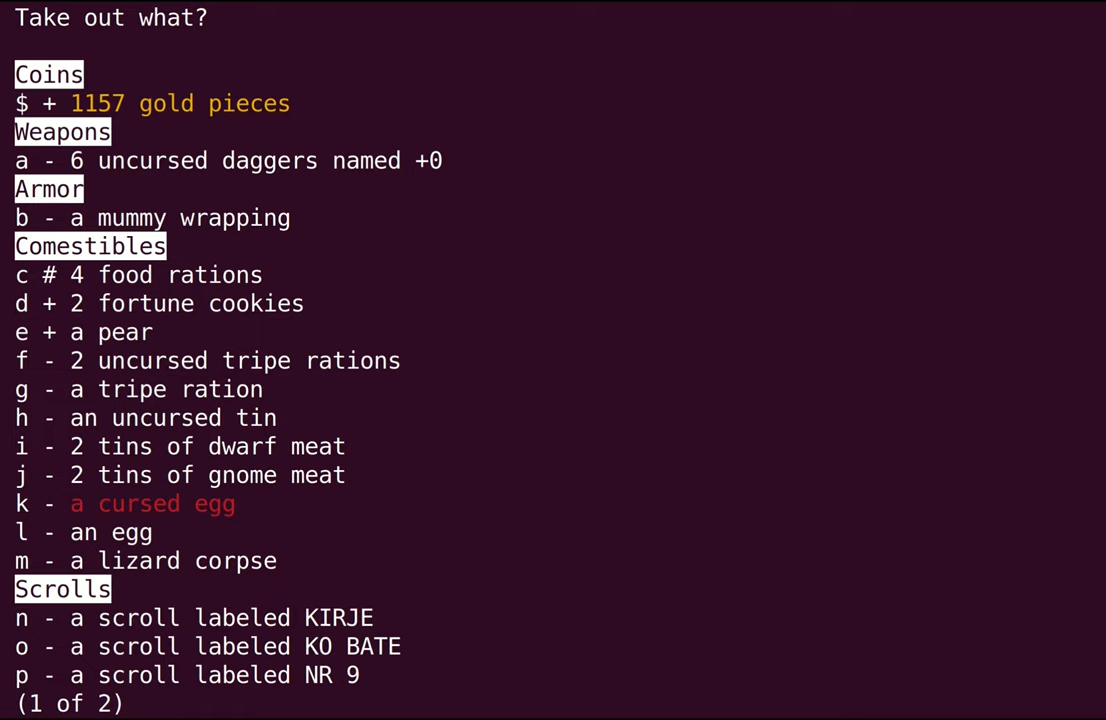 Take out what?
Coins
$ + 1157 gold pieces
Weapons
a - 6 uncursed daggers named +0
Armor
b - a mummy wrapping
Comestibles
c # 4 food rations
d + 2 fortune cookies
e + a pear
f - 2 uncursed tripe rations
g - a tripe ration
h - an uncursed tin
i - 2 tins of dwarf meat
j - 2 tins of gnome meat
k - a cursed egg
l - an egg
m - a lizard corpse
Scrolls
n - a scroll labeled KIRJE
o - a scroll labeled KO BATE
p - a scroll labeled NR 9
(1 of 2)